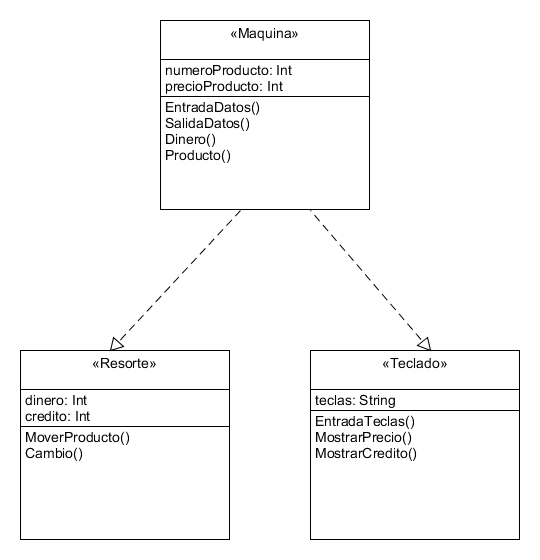 «Maquina»
numeroProducto: Int
precioProducto: Int
EntradaDatos()
SalidaDatos()
Dinero()
Producto()
«Resorte»
dinero: Int
credito: Int
MoverProducto()
Cambio()
«Teclado»
teclas: String
EntradaTeclas()
MostrarPrecio()
MostrarCredito()